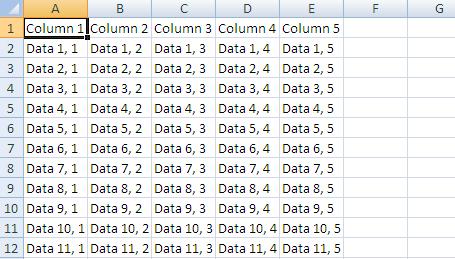 A B C D E F G
1 Column 1 Column 2 Column 3 Column 4 Column 5
2 Data 1, 1 Data 1, 2 Data 1, 3 Data 1, 4 Data 1, 5
3 Data 2, 1 Data 2, 2 Data 2, 3 Data 2, 4 Data 2, 5
4 Data 3, 1 Data 3, 2 Data 3, 3 Data 3, 4 Data 3, 5
5 Data 4, 1 Data 4, 2 Data 4, 3 Data 4, 4 Data 4, 5
6 Data 5, 1 Data 5, 2 Data 5, 3 Data 5, 4 Data 5, 5
7 Data 6, 1 Data 6, 2 Data 6, 3 Data 6, 4 Data 6, 5
8 Data 7, 1 Data 7, 2 Data 7, 3 Data 7, 4 Data 7, 5
9 Data 8, 1 Data 8, 2 Data 8, 3 Data 8, 4 Data 8, 5
10 Data 9, 1 Data 9, 2 Data 9, 3 Data 9, 4 Data 9, 5
11 Data 10, 1 Data 10, 2 Data 10, 3 Data 10, 4 Data 10, 5
12 Data 11, 1 Data 11, 2 Data 11, 3 Data 11, 4 Data 11, 5